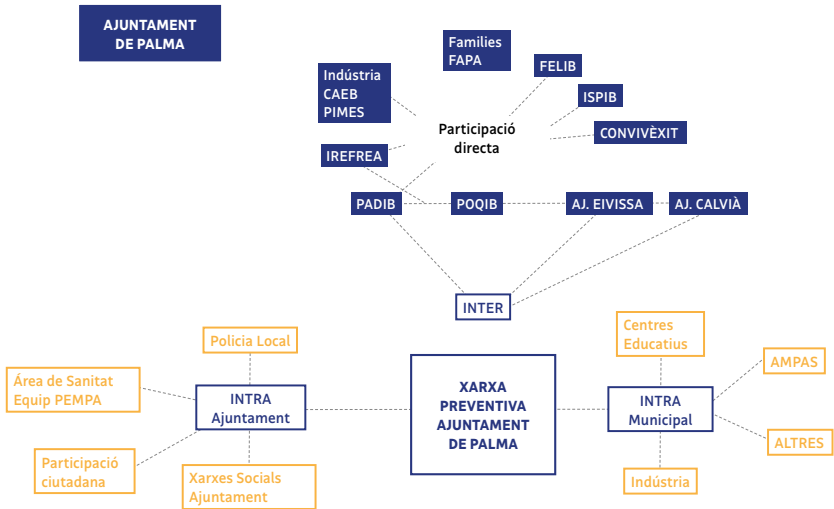 AJUNTAMENT
DE PALMA
Families
FAPA
FELIB
Indústria
CAEB
PIMES
ISPIB
Participació
directa
CONVIVÈXIT
IREFREA
PADIB
POQIB
AJ. EIVISSA
AJ. CALVIÀ
INTER
Centres
Educatius
Policia Local
AMPAS
Área de Sanitat
Equip PEMPA
INTRA
Ajuntament
XARXA
PREVENTIVA
AJUNTAMENT
DE PALMA
INTRA
Municipal
ALTRES
Participació
ciutadana
Xarxes Socials
Ajuntament
Indústria